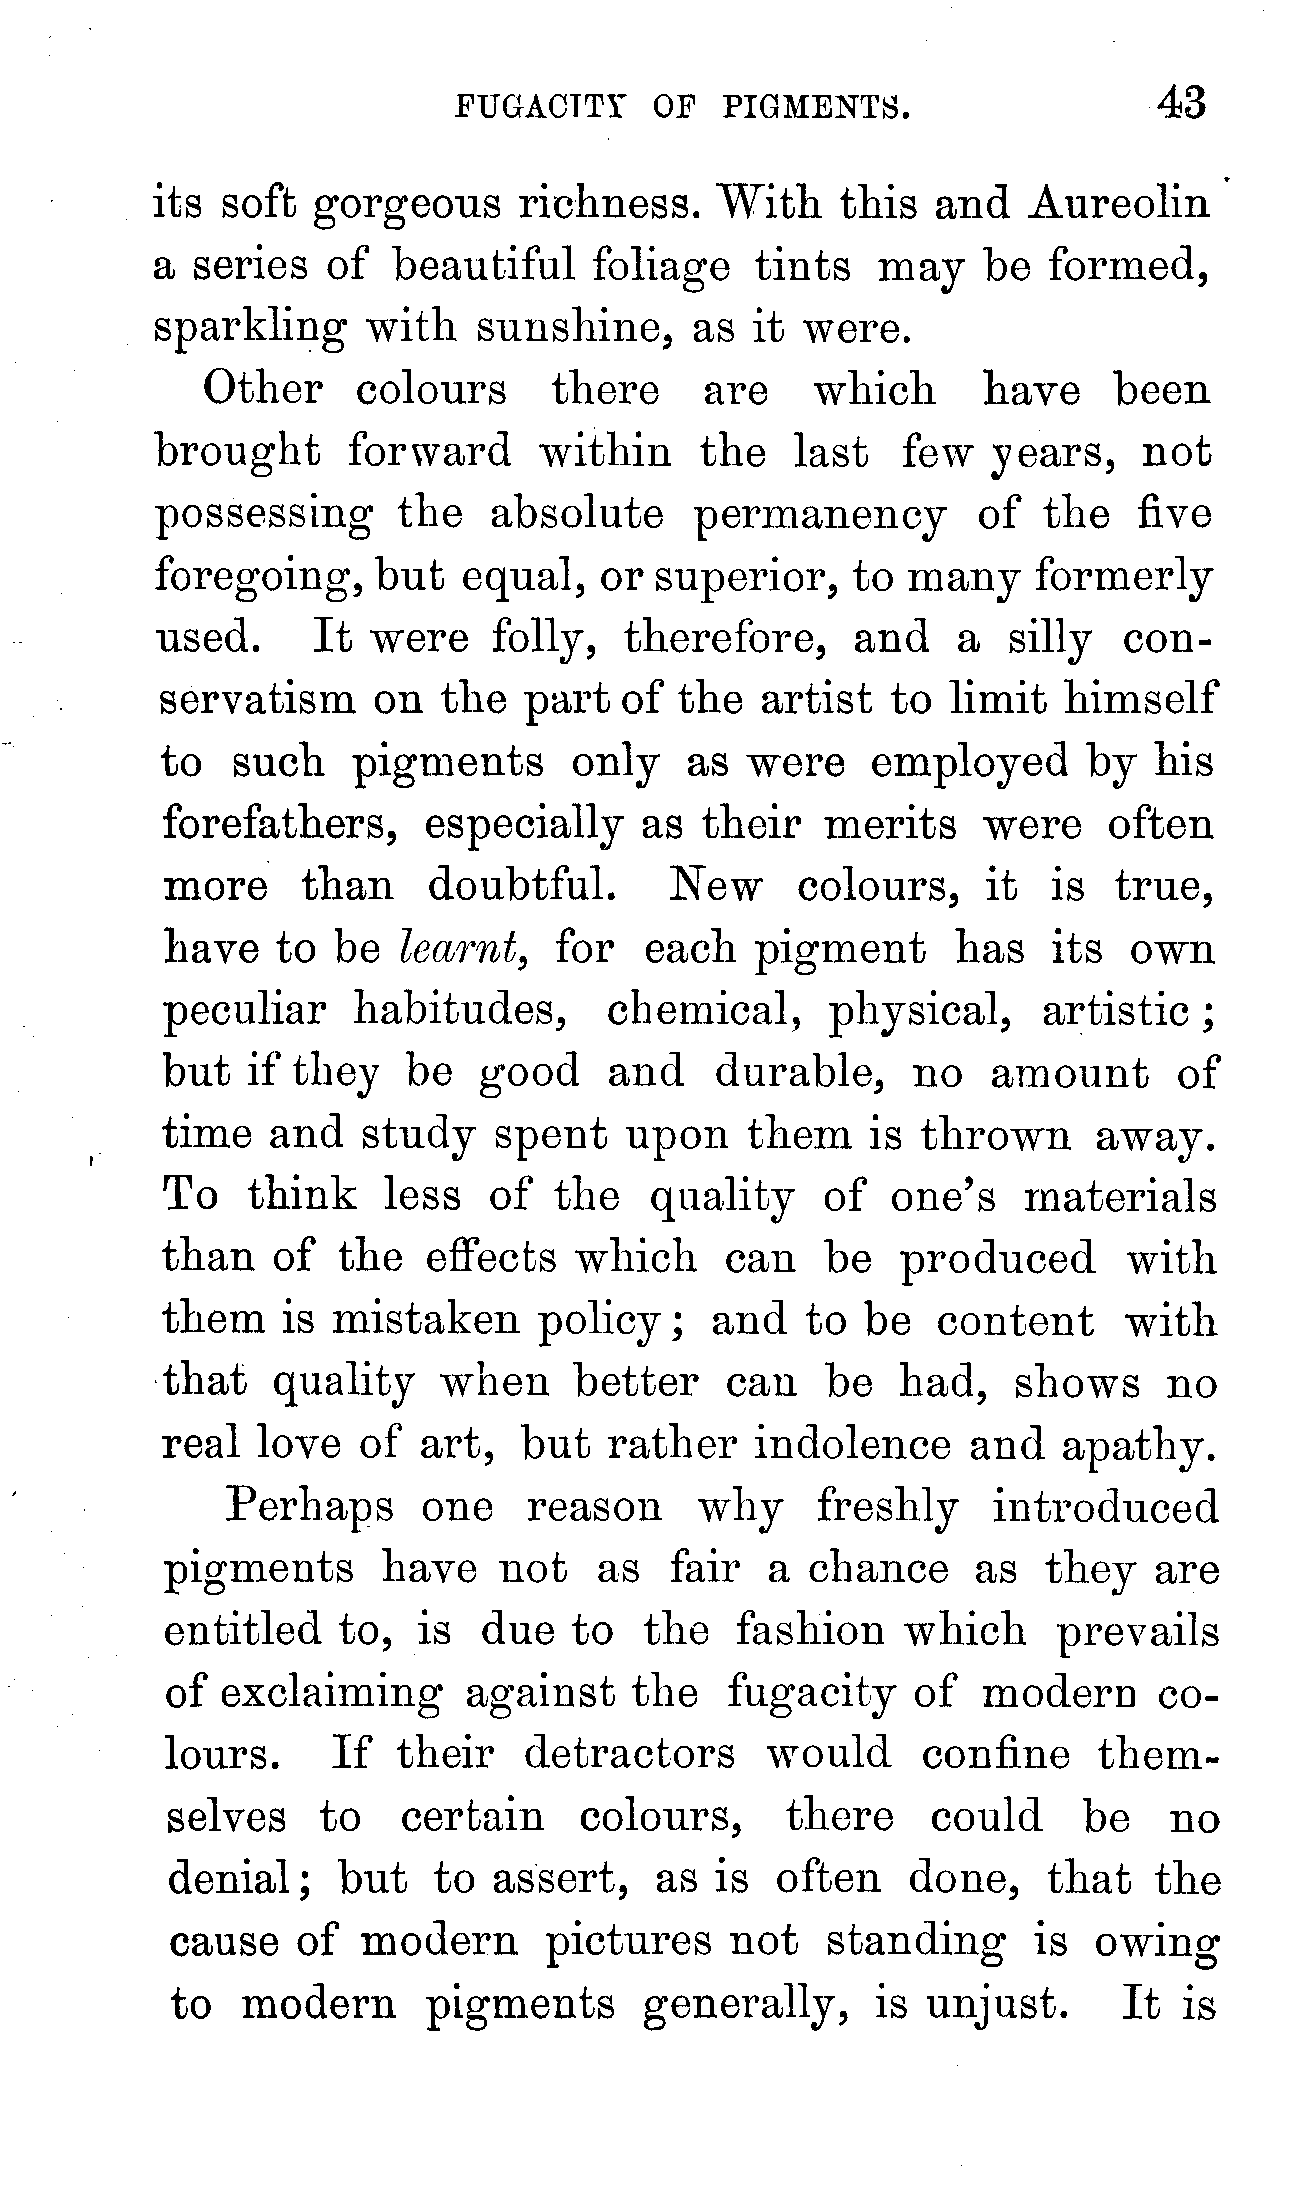 FUGACITY OF PIGMENTS. 43
its soft gorgeous richness. With this and Aureolin
a series of beautiful foliage tints may be formed,
sparkling with sunshine, as it were.
Other colours there are which have been
brought forward within the last few years, not
possessing the absolute permanency of the five
foregoing, but equal, or superior, to many formerly
used. It were folly, therefore, and a silly con-
servatism on the part of the artist to limit himself
to such pigments only as were employed by his
forefathers, especially as their merits were often
more than doubtful. New colours, it is true,
have to be learnt, for each pigment has its own
peculiar habitudes, chemical, physical, artistic ;
but if they be good and durable, no amount of
time and study spent upon them is thrown away.
To think less of the quality of one's materials
than of the effects which can be produced with
them is mistaken policy ; and to be content with
that quality when better can be had, shows no
real love of art, but rather indolence and apathy.
Perhaps one reason why freshly introduced
pigments have not as fair a chance as they are
entitled to, is due to the fashion which prevails
of exclaiming against the fugacity of modern co-
lours. If their detractors would confine them-
selves to certain colours, there could be no
denial ; but to assert, as is often done, that the
cause of modern pictures not standing is owing
to modern pigments generally, is unjust. It is